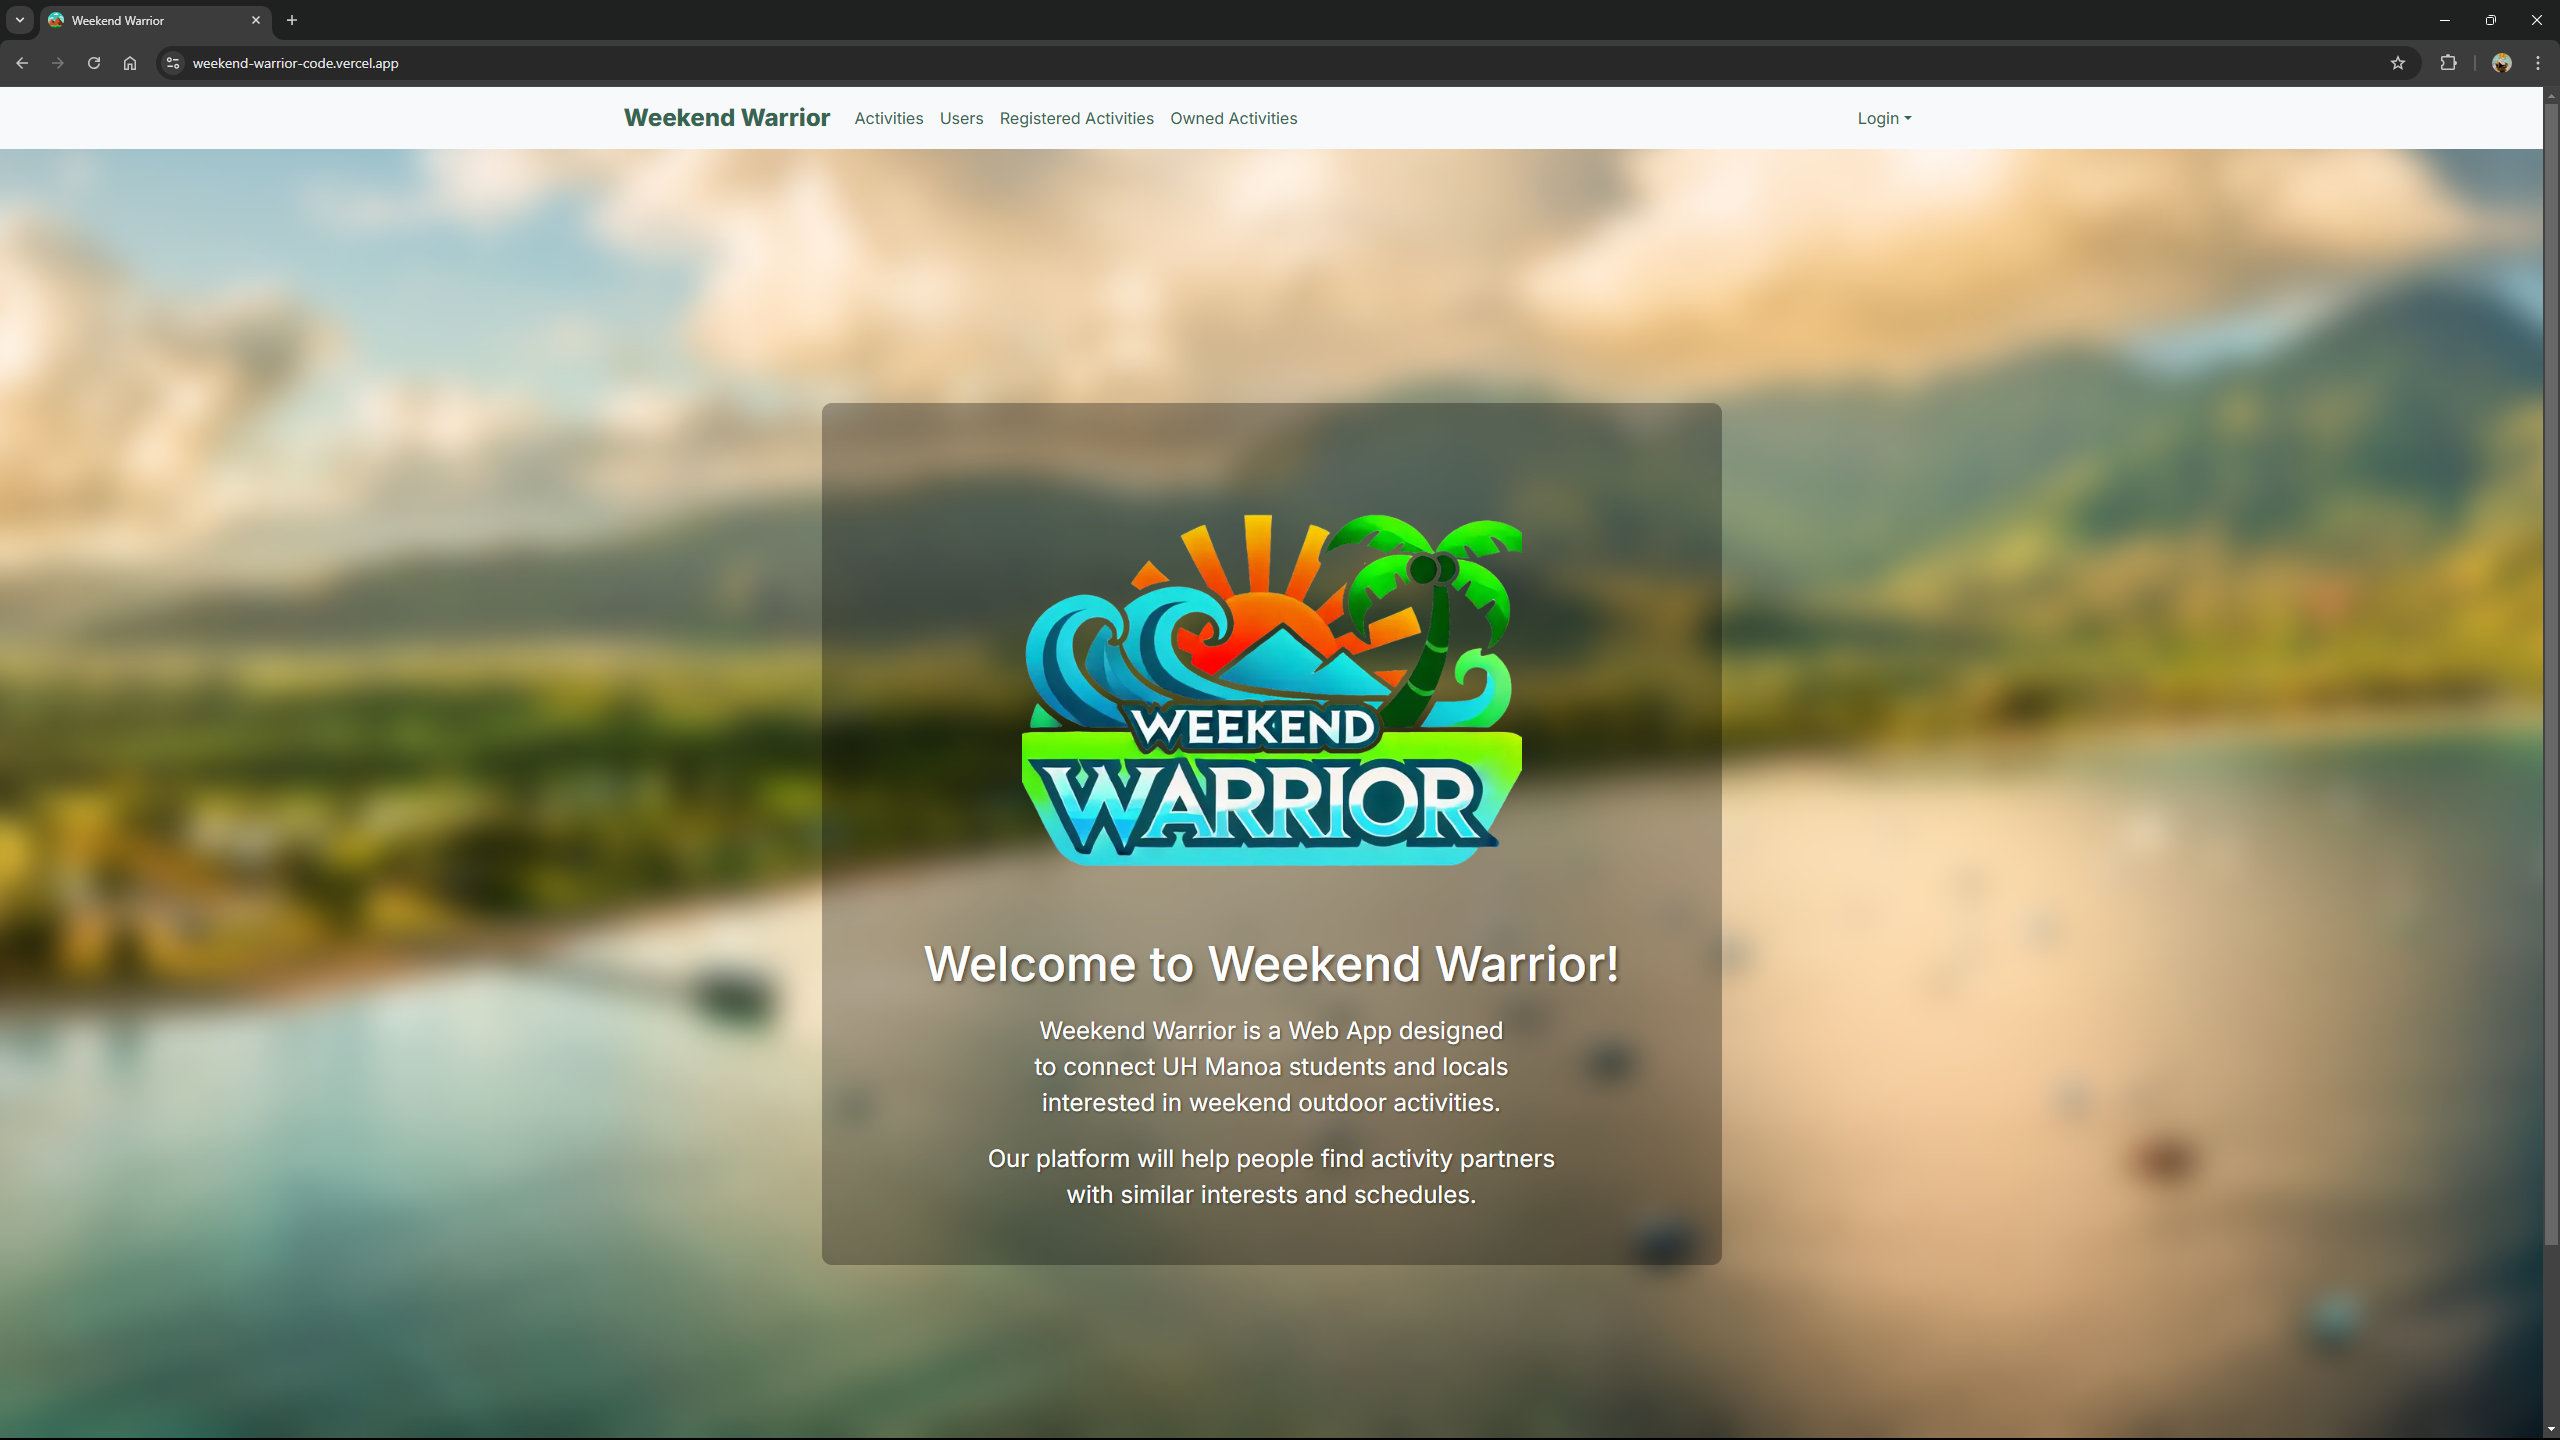 Weekend Warrior
weekend-warrior-code.vercel.app
Weekend Warrior Activities Users Registered Activities Owned Activities Login
WEEKEND
WARRIOR
Welcome to Weekend Warrior!
Weekend Warrior is a Web App designed
to connect UH Manoa students and locals
interested in weekend outdoor activities.
Our platform will help people find activity partners
with similar interests and schedules.